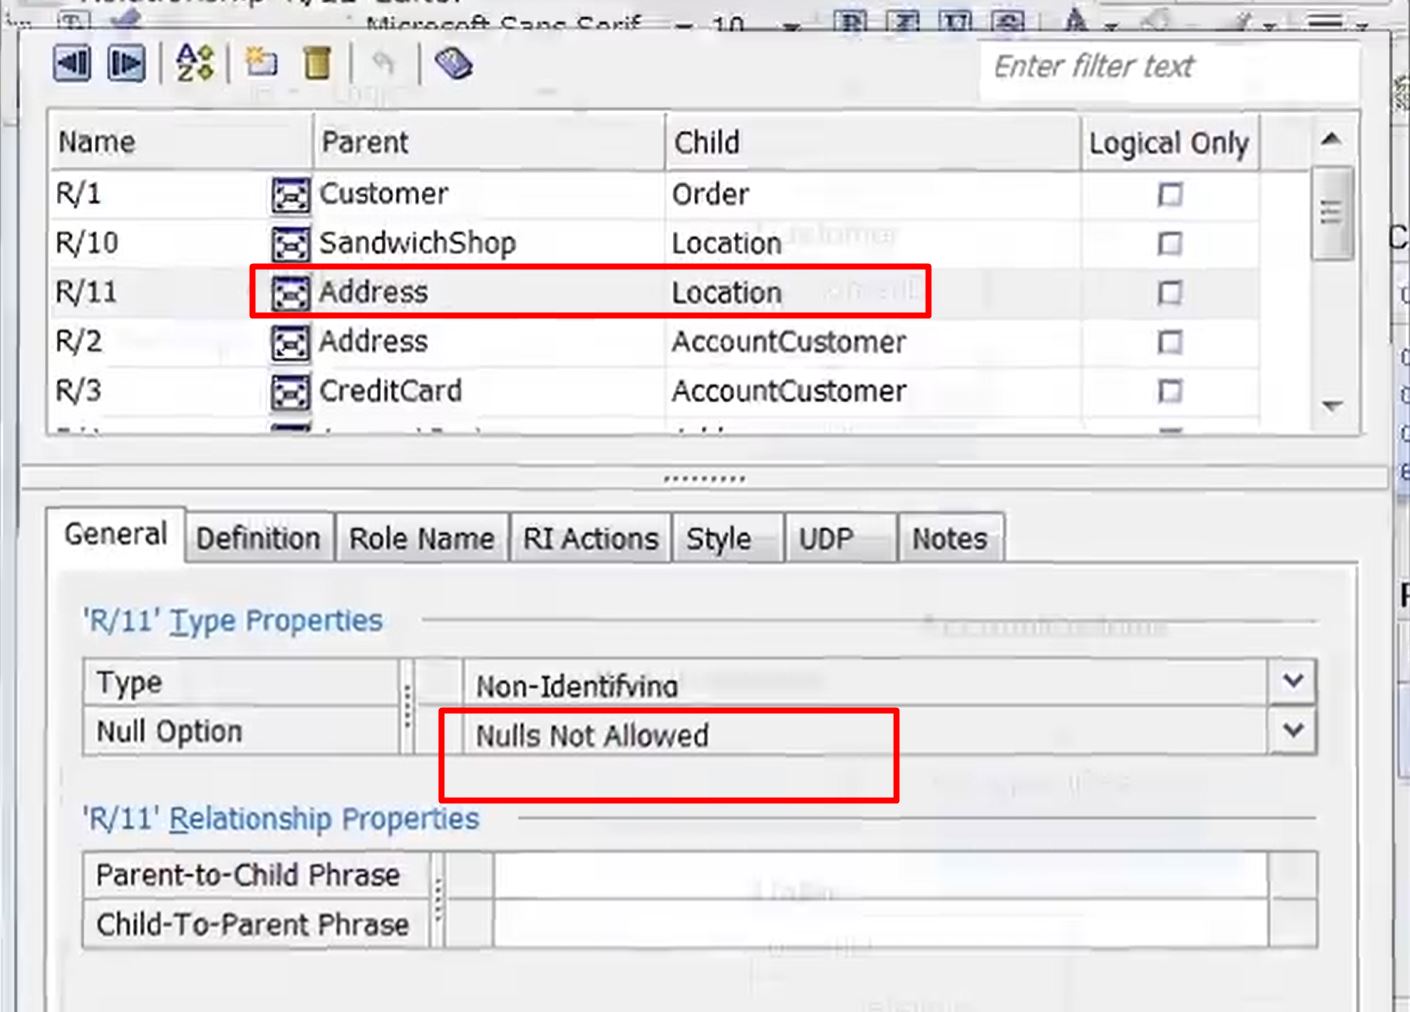 Relationship 'R/11' Editor
Microsoft Sans Serif 10 B I U S A
A Z Enter filter text
Name Parent Child Logical Only
R/1 Customer Order
R/10 SandwichShop Location
R/11 Address Location
R/2 Address AccountCustomer
R/3 CreditCard AccountCustomer
General Definition Role Name RI Actions Style UDP Notes
'R/11' Type Properties
Type Non-Identifying
Null Option Nulls Not Allowed
'R/11' Relationship Properties
Parent-to-Child Phrase
Child-To-Parent Phrase